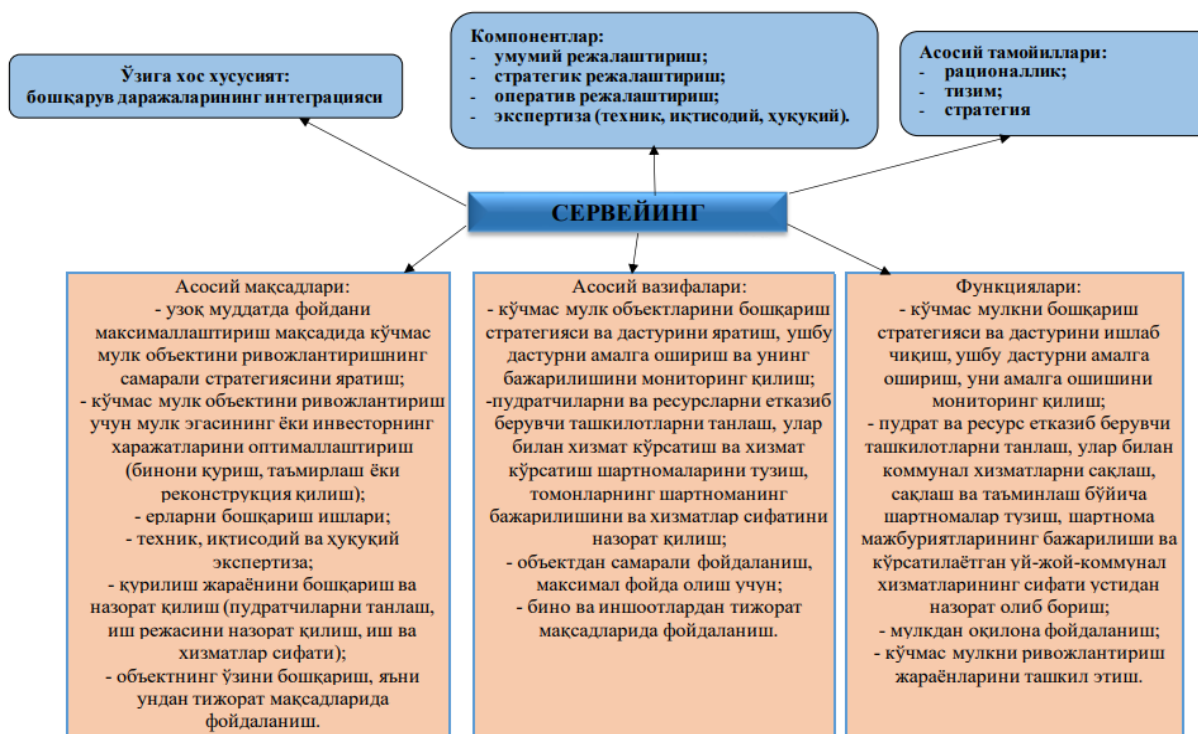 Ўзига хос хусусият:
бошқарув даражаларининг интеграцияси
Компонентлар:
- умумий режалаштириш;
- стратегик режалаштириш;
- оператив режалаштириш;
- экспертиза (техник, иқтисодий, ҳуқуқий).
Асосий тамойиллари:
- рационаллик;
- тизим;
- стратегия
СЕРВЕЙИНГ
Асосий мақсадлари:
- узоқ муддатда фойдани
максималлаштириш мақсадида кўчмас
мулк объектини ривожлантиришнинг
самарали стратегиясини яратиш;
- кўчмас мулк объектини ривожлантириш
учун мулк эгасининг ёки инвесторнинг
харажатларини оптималлаштириш
(бинони қуриш, таъмирлаш ёки
реконструкция қилиш);
- ерларни бошқариш ишлари;
- техник, иқтисодий ва ҳуқуқий
экспертиза;
- қурилиш жараёнини бошқариш ва
назорат қилиш (пудратчиларни танлаш,
иш режасини назорат қилиш, иш ва
хизматлар сифати);
- объектнинг ўзини бошқариш, яъни
ундан тижорат мақсадларида
фойдаланиш.
Асосий вазифалари:
- кўчмас мулк объектларини бошқариш
стратегияси ва дастурини яратиш, ушбу
дастурни амалга ошириш ва унинг
бажарилишини мониторинг қилиш;
-пудратчиларни ва ресурсларни етказиб
берувчи ташкилотларни танлаш, улар
билан хизмат кўрсатиш ва хизмат
кўрсатиш шартномаларини тузиш,
томонларнинг шартноманинг
бажарилишини ва хизматлар сифатини
назорат қилиш;
- объектдан самарали фойдаланиш,
максимал фойда олиш учун;
- бино ва иншоотлардан тижорат
мақсадларида фойдаланиш.
Функциялари:
- кўчмас мулкни бошқариш
стратегияси ва дастурини ишлаб
чиқиш, ушбу дастурни амалга
ошириш, уни амалга ошишини
мониторинг қилиш;
- пудрат ва ресурс етказиб берувчи
ташкилотларни танлаш, улар билан
коммунал хизматларни сақлаш,
сақлаш ва таъминлаш бўйича
шартномалар тузиш, шартнома
мажбуриятларининг бажарилиши ва
кўрсатилаётган уй-жой-коммунал
хизматларининг сифати устидан
назорат олиб бориш;
- мулкдан оқилона фойдаланиш;
- кўчмас мулкни ривожлантириш
жараёнларини ташкил этиш.